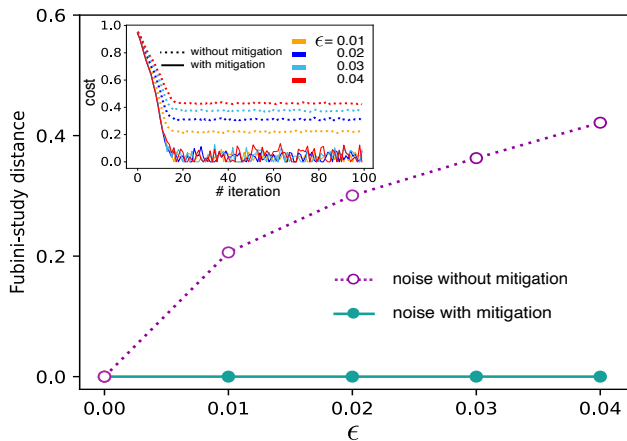 0.6
0.4
0.2
0.0
Fubini-study distance
0.00 0.01 0.02 0.03 0.04
ϵ
noise without mitigation
noise with mitigation
1.0
0.8
0.6
0.4
0.2
0.0
cost
0 20 40 60 80 100
# iteration
without mitigation
with mitigation
ϵ= 0.01
0.02
0.03
0.04